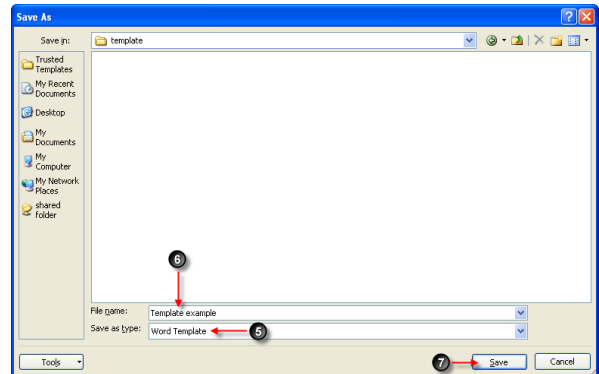 Save As
Save in:
template
Trusted
Templates
My Recent
Documents
Desktop
My
Documents
My
Computer
My Network
Places
shared
folder
6
File name:
Template example
Save as type:
Word Template
5
Tools
7
Save
Cancel